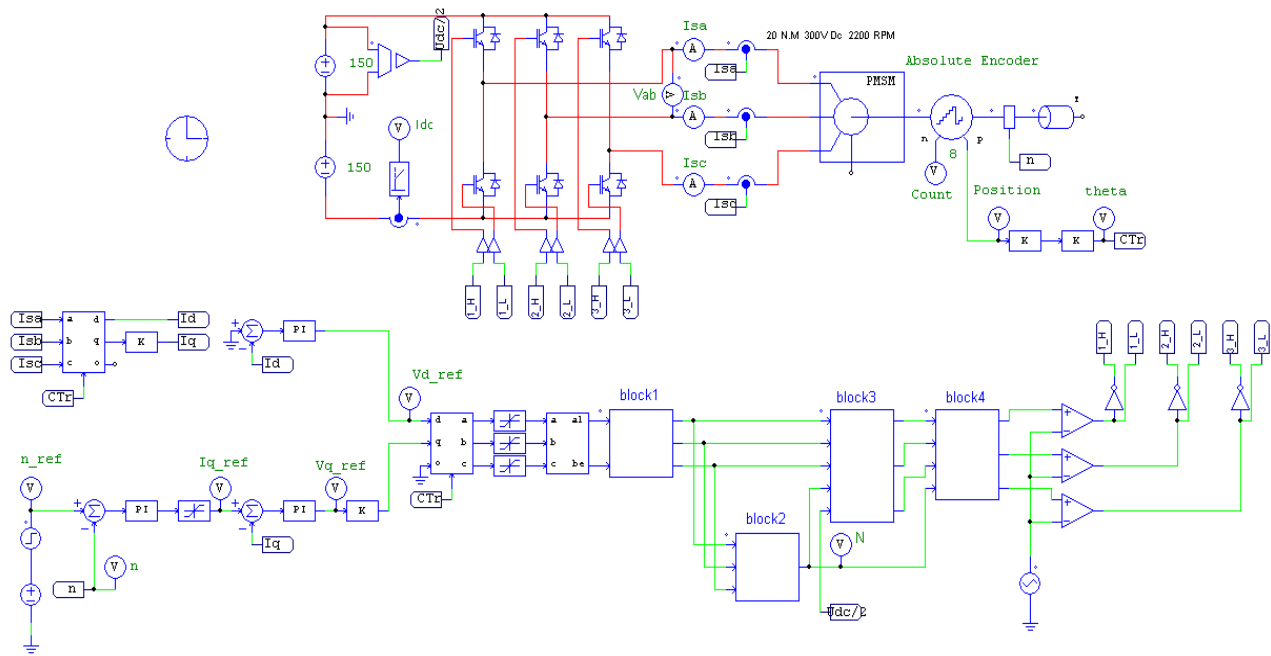 Isa
20 N.M 300V Dc 2200 RPM
Udc/2
150
A
Isa
Absolute Encoder
PMSM
Vab
Isb
T
V
Idc
A
Isb
n
p
n
8
150
Isc
V
Count
Position
theta
A
Isc
V
V
K
K
CTr
1_H
1_L
2_H
2_L
3_H
3_L
Isa
a
d
Id
Isb
b
q
K
Iq
Isc
c
o
CTr
+
Σ
PI
−
Id
1_H
1_L
2_H
2_L
3_H
3_L
Vd_ref
V
block1
block3
block4
d
a
a
al
q
b
b
o
c
c
be
CTr
n_ref
Iq_ref
Vq_ref
V
V
V
+
Σ
PI
+
Σ
PI
K
−
−
Iq
block2
V
N
V
n
n
Udc/2